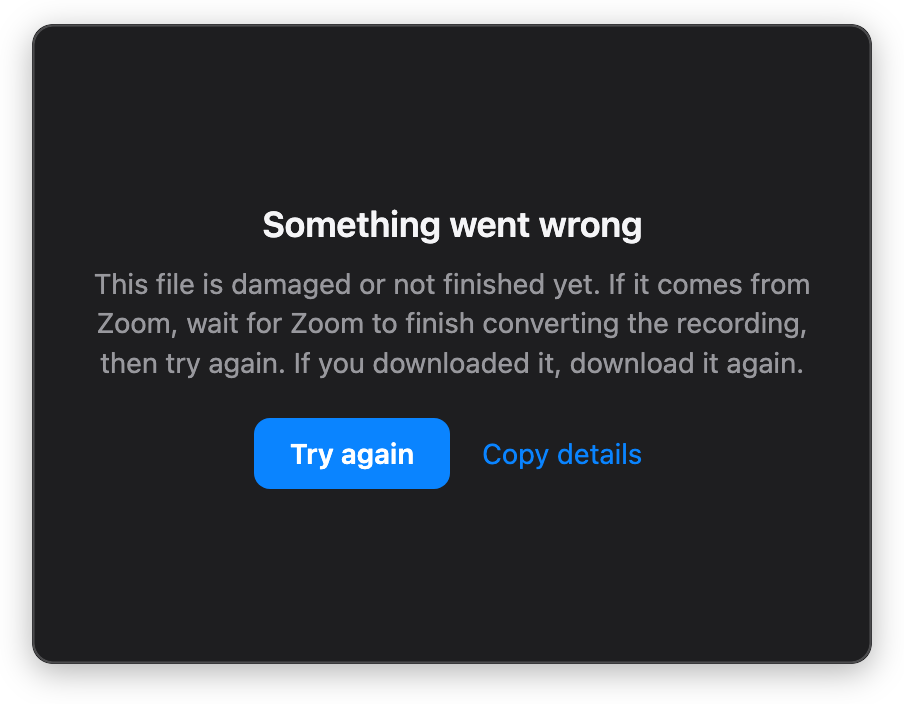 Something went wrong
This file is damaged or not finished yet. If it comes from
Zoom, wait for Zoom to finish converting the recording,
then try again. If you downloaded it, download it again.
Try again
Copy details